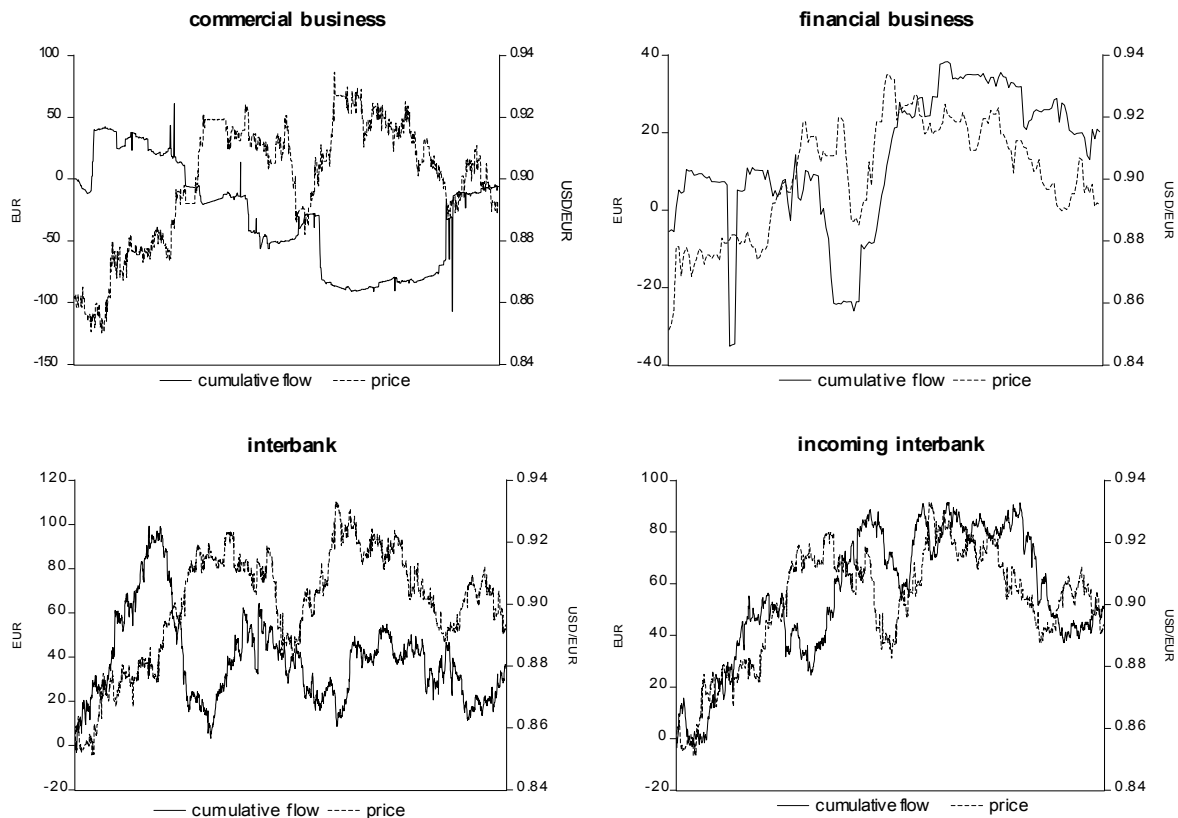 commercial business
100
50
0
-50
-100
-150
EUR
0.94
0.92
0.90
0.88
0.86
0.84
USD/EUR
cumulative flow
price
financial business
40
20
0
-20
-40
EUR
0.94
0.92
0.90
0.88
0.86
0.84
USD/EUR
cumulative flow
price
interbank
120
100
80
60
40
20
0
-20
EUR
0.94
0.92
0.90
0.88
0.86
0.84
USD/EUR
cumulative flow
price
incoming interbank
100
80
60
40
20
0
-20
EUR
0.94
0.92
0.90
0.88
0.86
0.84
USD/EUR
cumulative flow
price